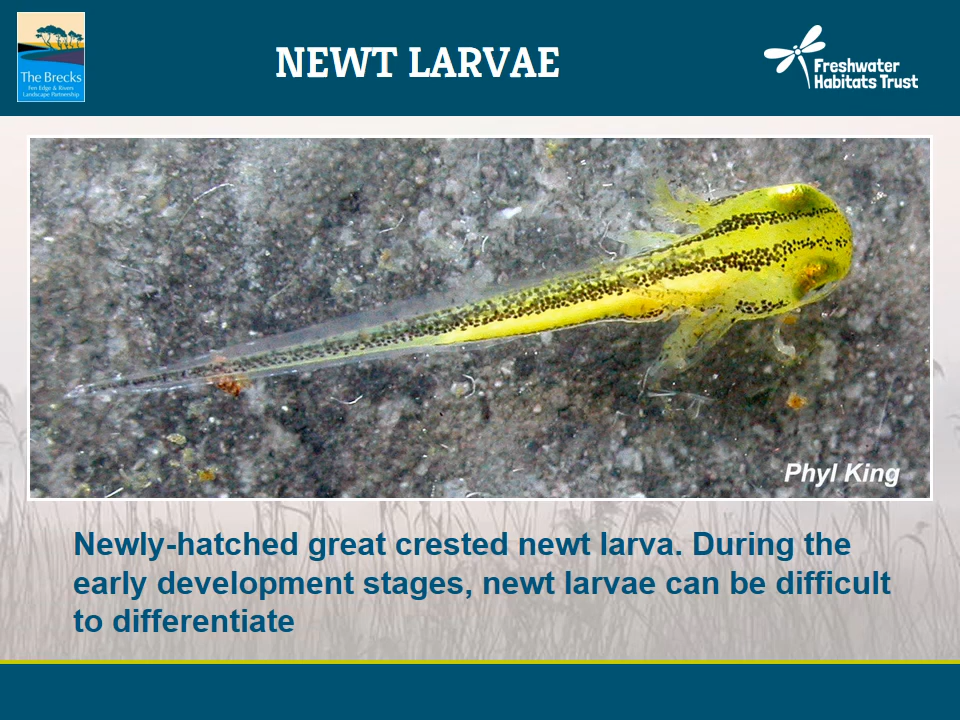 The Brecks
Fen Edge & Rivers
Landscape Partnership
NEWT LARVAE
Freshwater
Habitats Trust
Phyl King
Newly-hatched great crested newt larva. During the
early development stages, newt larvae can be difficult
to differentiate